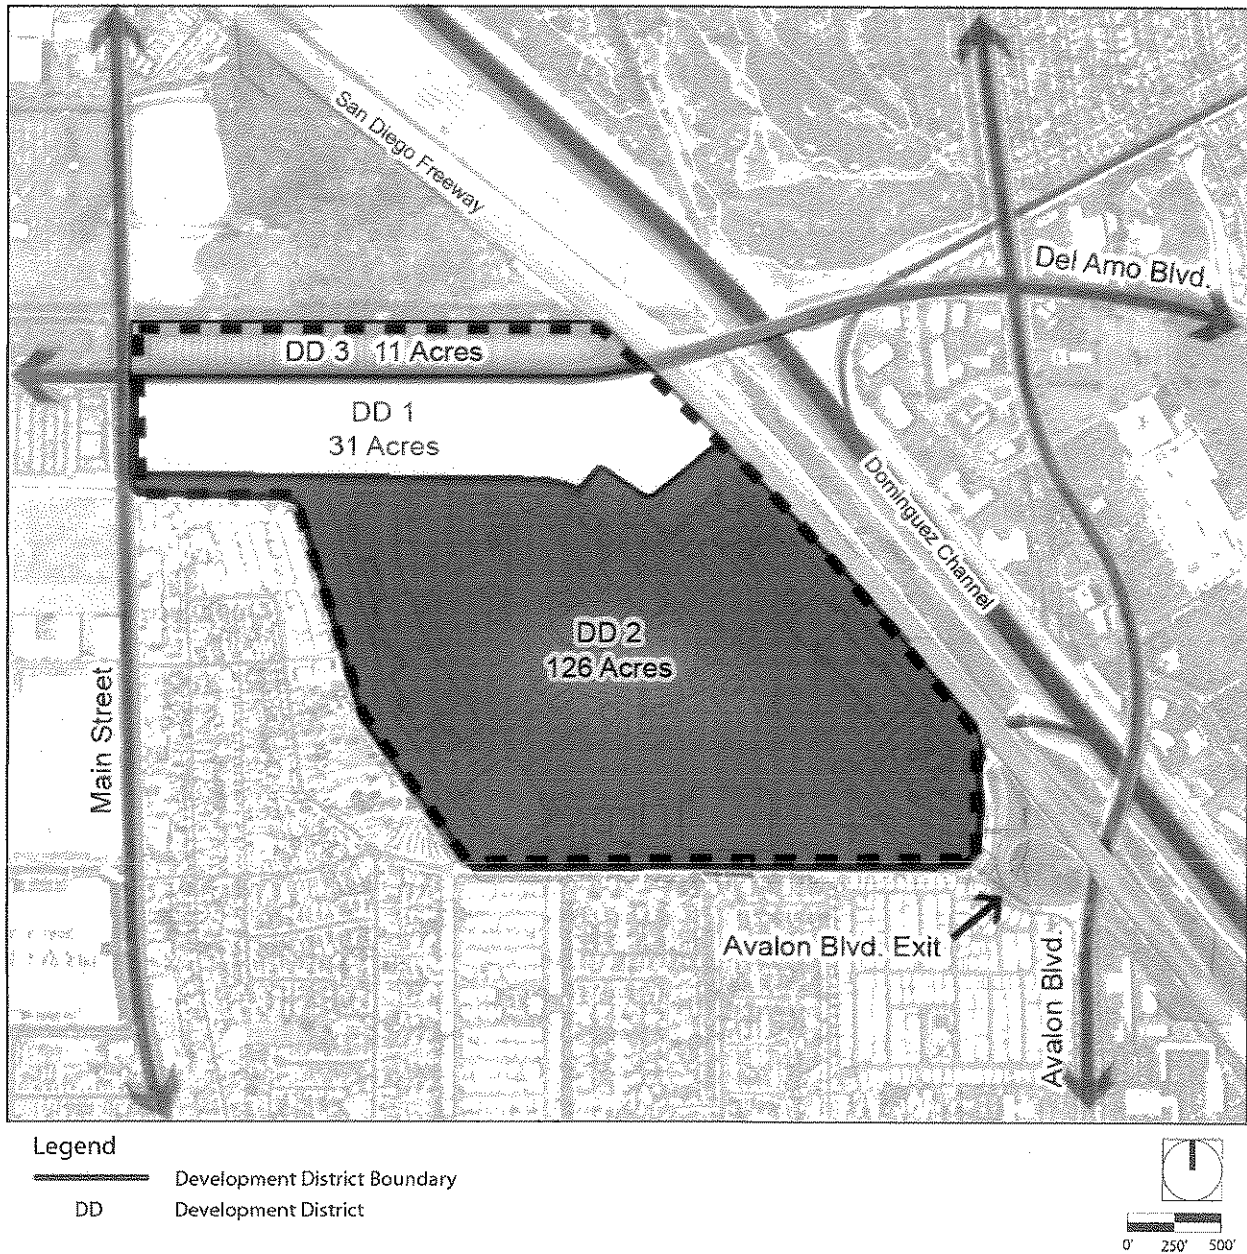 San Diego Freeway
Del Amo Blvd.
DD 3 11 Acres
DD 1
31 Acres
Dominguez Channel
DD 2
126 Acres
Main Street
Avalon Blvd. Exit
Avalon Blvd.
Legend
Development District Boundary
DD Development District
0' 250' 500'